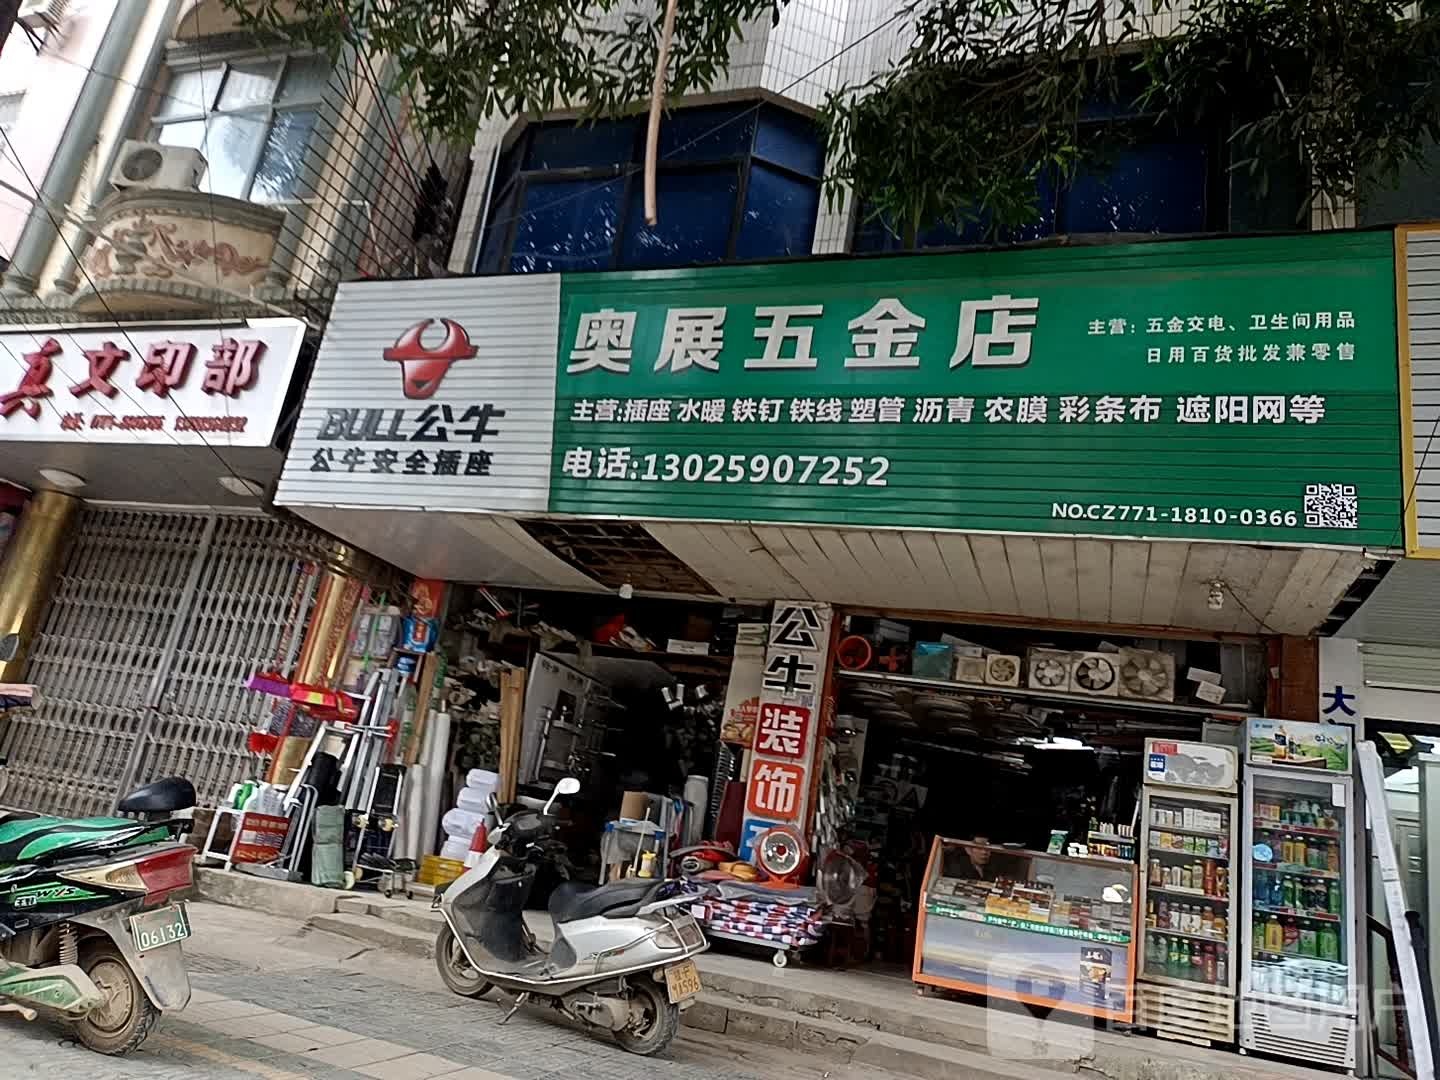 真文印部
BULL公牛
公牛安全插座
奥展五金店
主营：五金交电、卫生间用品
日用百货批发兼零售
主营:插座 水暖 铁钉 铁线 塑管 沥青 农膜 彩条布 遮阳网等
电话:13025907252
NO.CZ771-1810-0366
公牛
装饰
大
06132